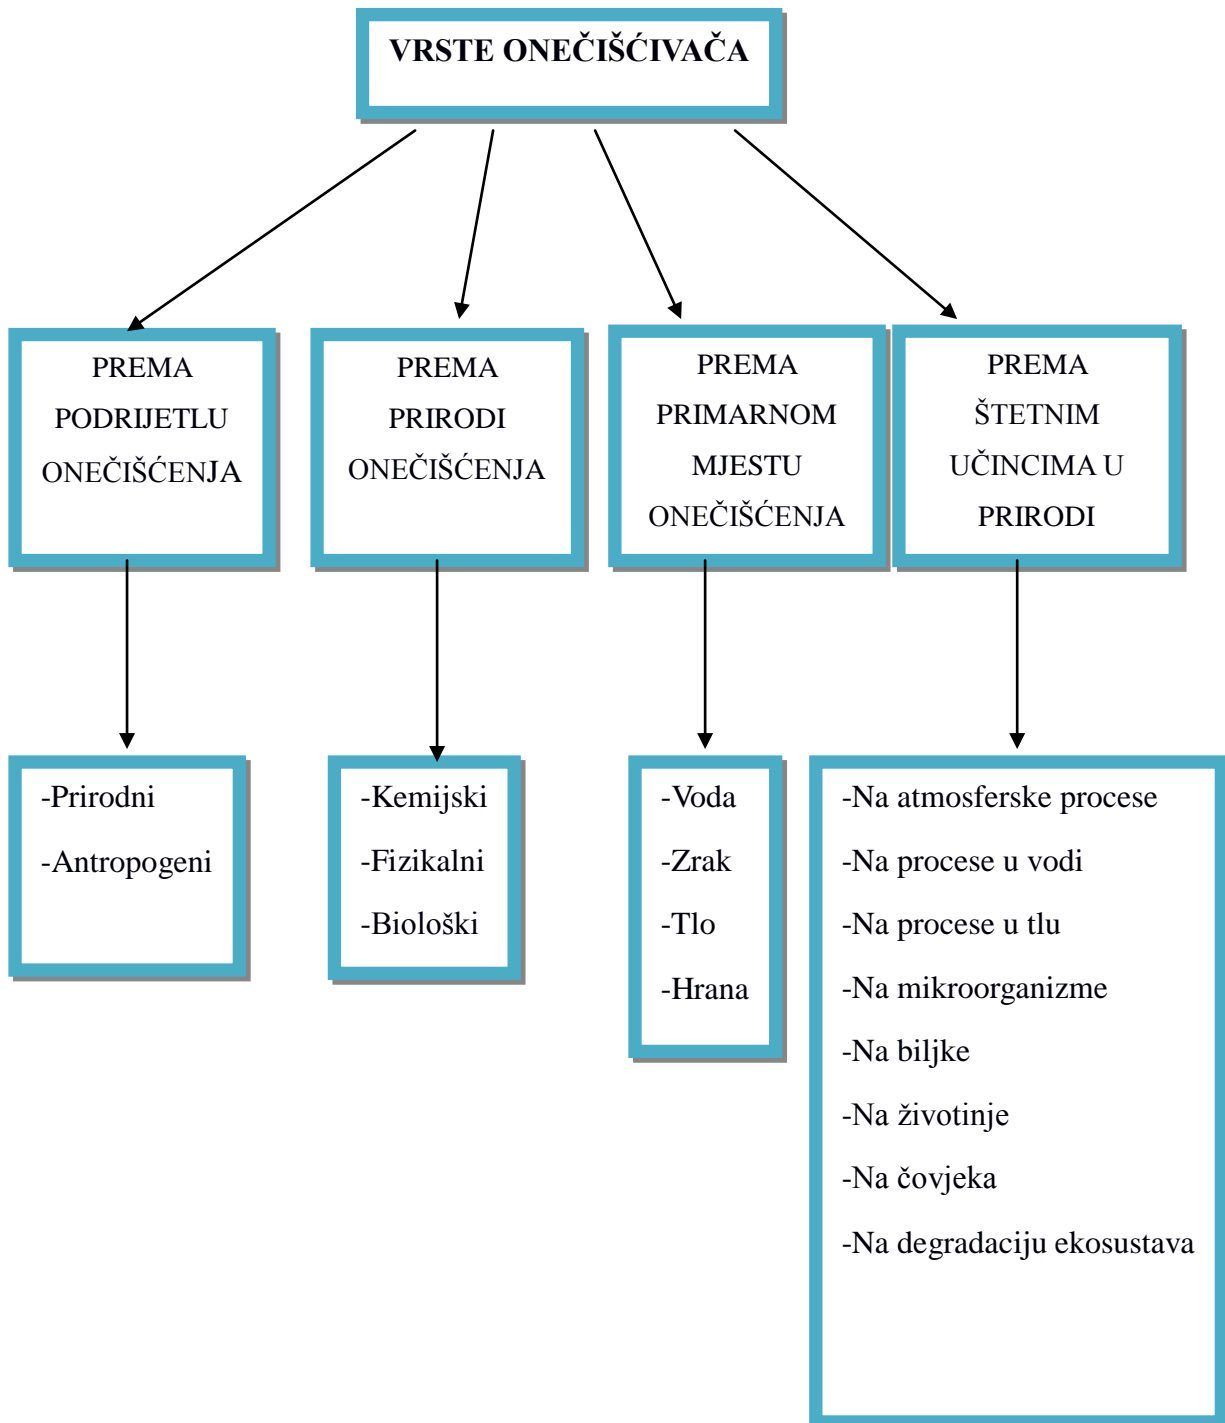 VRSTE ONEČIŠĆIVAČA
PREMA
PODRIJETLU
ONEČIŠĆENJA
PREMA
PRIRODI
ONEČIŠĆENJA
PREMA
PRIMARNOM
MJESTU
ONEČIŠĆENJA
PREMA
ŠTETNIM
UČINCIMA U
PRIRODI
-Prirodni
-Antropogeni
-Kemijski
-Fizikalni
-Biološki
-Voda
-Zrak
-Tlo
-Hrana
-Na atmosferske procese
-Na procese u vodi
-Na procese u tlu
-Na mikroorganizme
-Na biljke
-Na životinje
-Na čovjeka
-Na degradaciju ekosustava